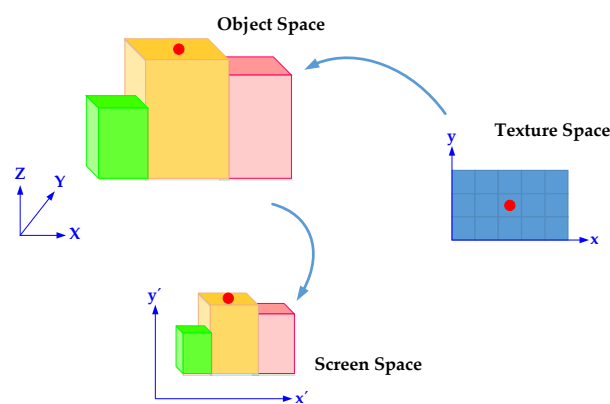 Object Space
Texture Space
y
x
Z
Y
X
y´
x´
Screen Space